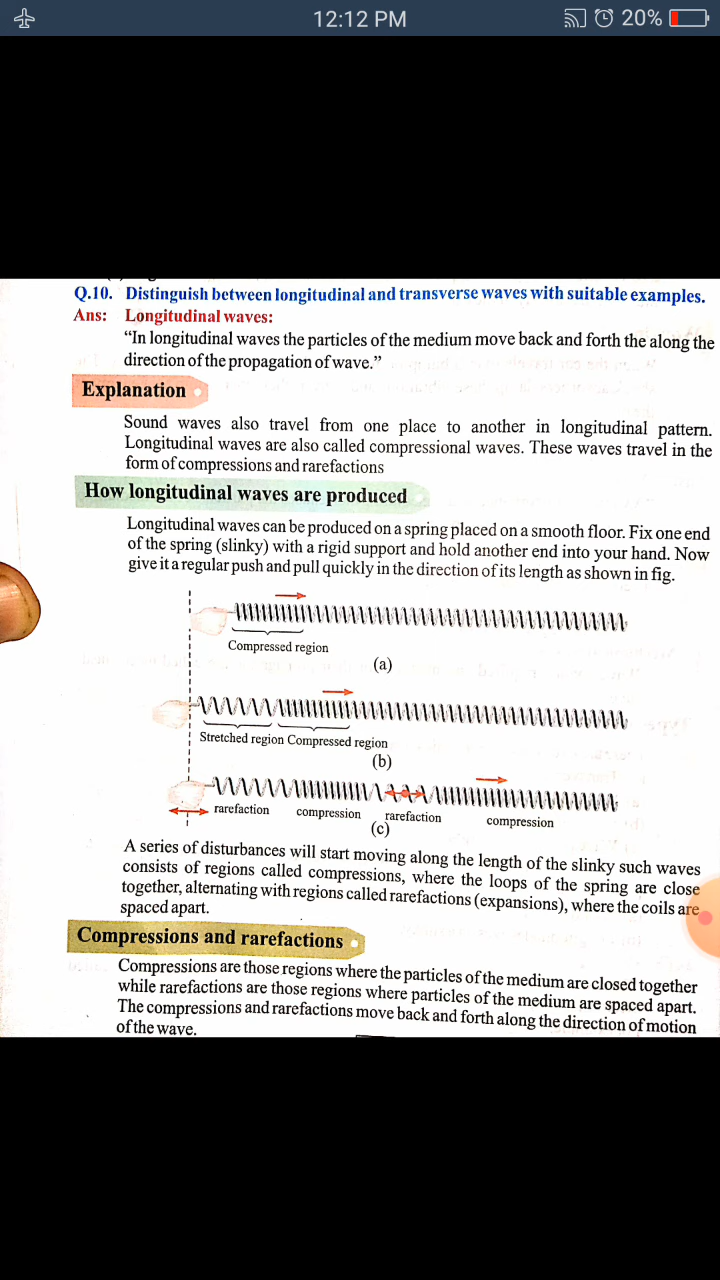 12:12 PM
20%
Q.10. Distinguish between longitudinal and transverse waves with suitable examples.
Ans: Longitudinal waves:
“In longitudinal waves the particles of the medium move back and forth the along the
direction of the propagation of wave.”
Explanation
Sound waves also travel from one place to another in longitudinal pattern.
Longitudinal waves are also called compressional waves. These waves travel in the
form of compressions and rarefactions
How longitudinal waves are produced
Longitudinal waves can be produced on a spring placed on a smooth floor. Fix one end
of the spring (slinky) with a rigid support and hold another end into your hand. Now
give it a regular push and pull quickly in the direction of its length as shown in fig.
Compressed region
(a)
Stretched region Compressed region
(b)
rarefaction compression rarefaction compression
(c)
A series of disturbances will start moving along the length of the slinky such waves
consists of regions called compressions, where the loops of the spring are close
together, alternating with regions called rarefactions (expansions), where the coils are
spaced apart.
Compressions and rarefactions
Compressions are those regions where the particles of the medium are closed together
while rarefactions are those regions where particles of the medium are spaced apart.
The compressions and rarefactions move back and forth along the direction of motion
of the wave.